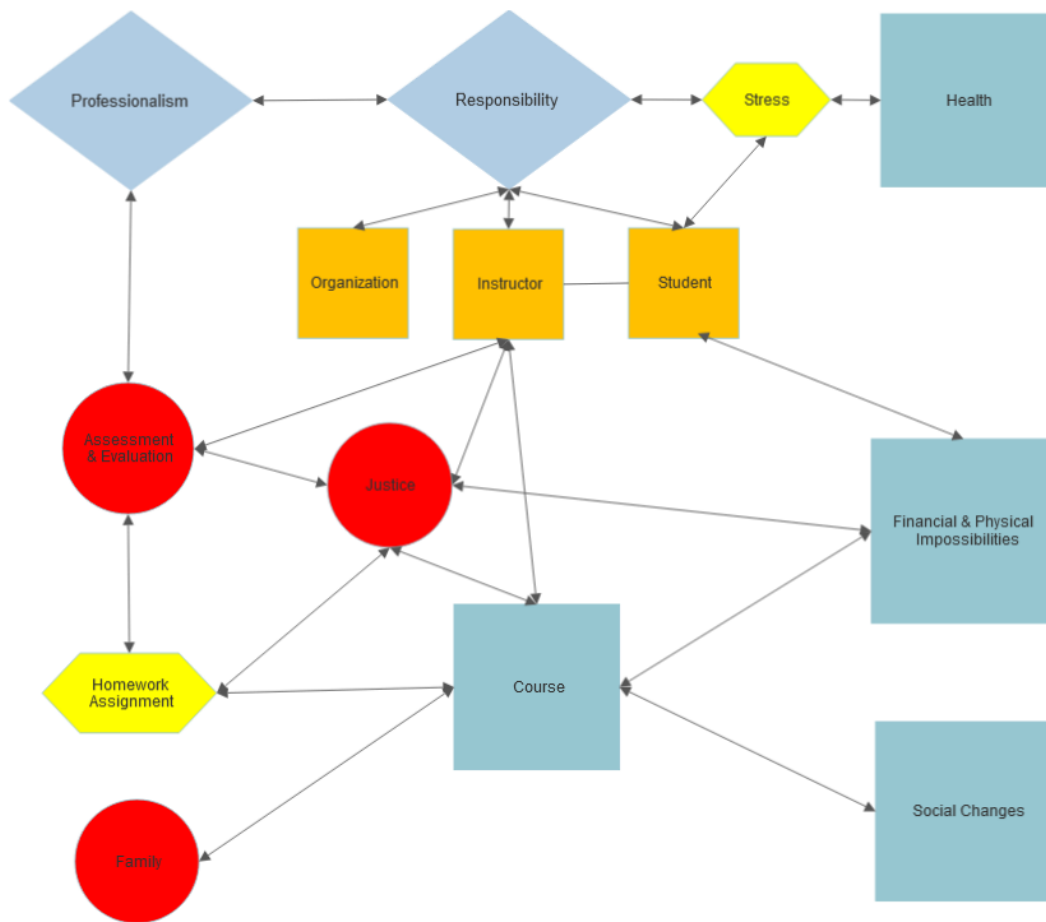 Professionalism
Responsibility
Stress
Health
Organization
Instructor
Student
Assessment
& Evaluation
Justice
Financial & Physical
Impossibilities
Homework
Assignment
Course
Social Changes
Family